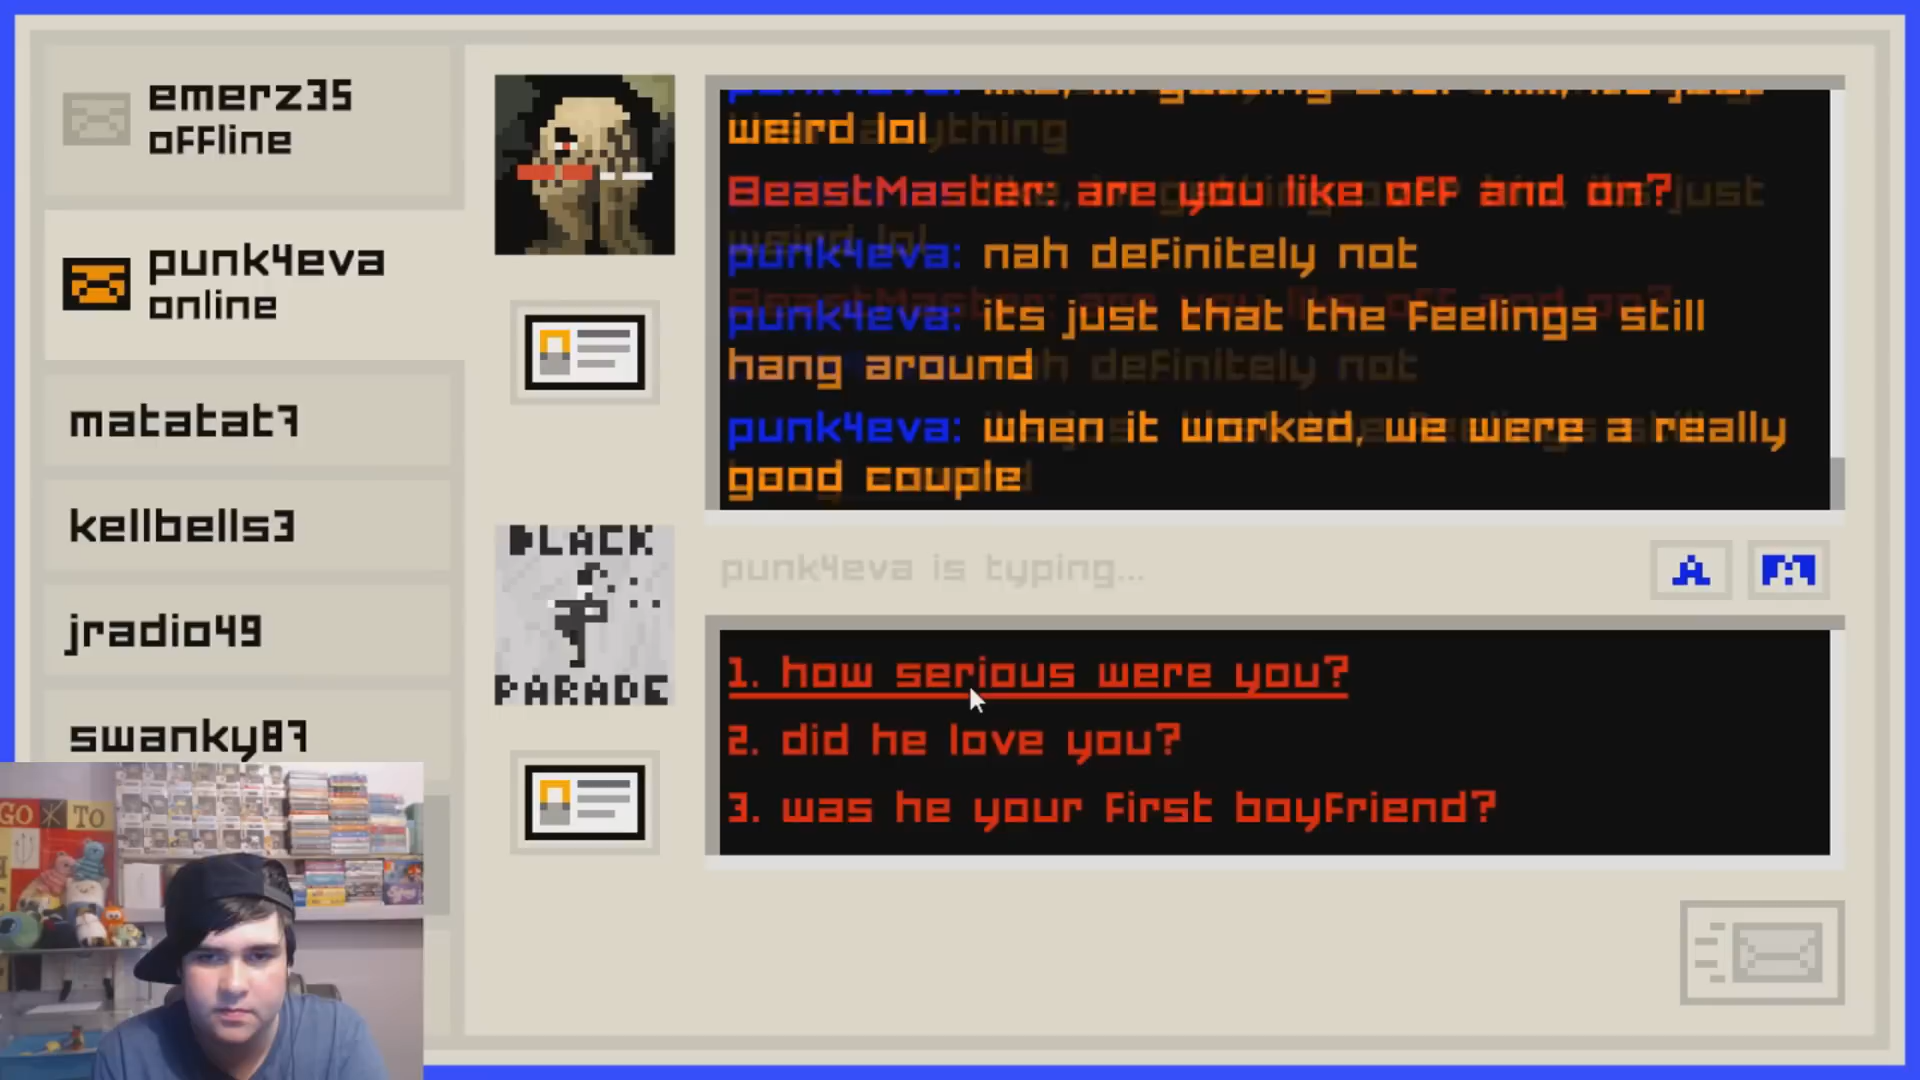 emerz35
offline
punk4eva
online
matatat7
kellbells3
jradio49
swanky87
weird lol
BeastMaster: are you like off and on?
punk4eva: nah definitely not
punk4eva: its just that the feelings still
hang around
punk4eva: when it worked, we were a really
good couple
BLACK
PARADE
punk4eva is typing...
A
1. how serious were you?
2. did he love you?
3. was he your first boyfriend?
GO TO